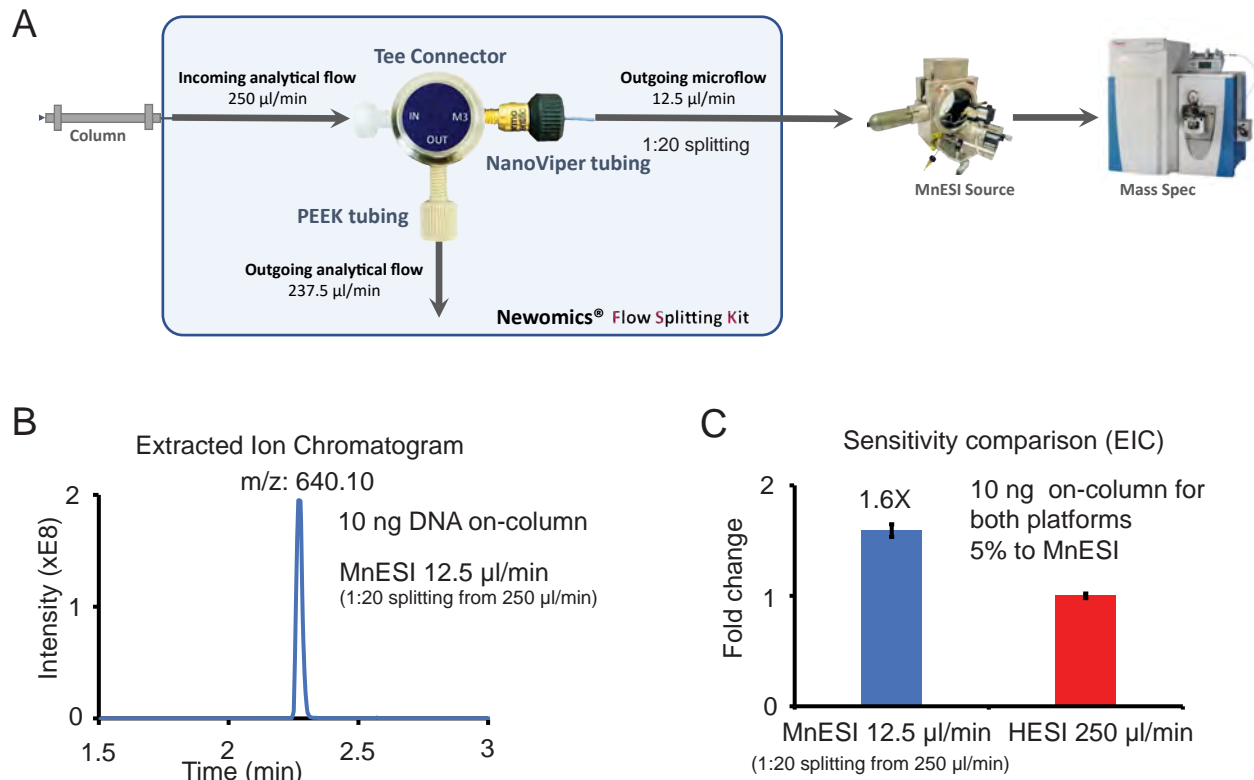 A
Tee Connector
Incoming analytical flow
250 µl/min
Outgoing microflow
12.5 µl/min
IN
M3
OUT
Column
1:20 splitting
NanoViper tubing
MnESI Source
Mass Spec
PEEK tubing
Outgoing analytical flow
237.5 µl/min
Newomics® Flow Splitting Kit
B
Extracted Ion Chromatogram
m/z: 640.10
10 ng DNA on-column
MnESI 12.5 µl/min
(1:20 splitting from 250 µl/min)
Intensity (xE8)
2
1
0
1.5
2
2.5
3
Time (min)
C
Sensitivity comparison (EIC)
1.6X
10 ng  on-column for
both platforms
5% to MnESI
Fold change
2
1
0
MnESI 12.5 µl/min
HESI 250 µl/min
(1:20 splitting from 250 µl/min)